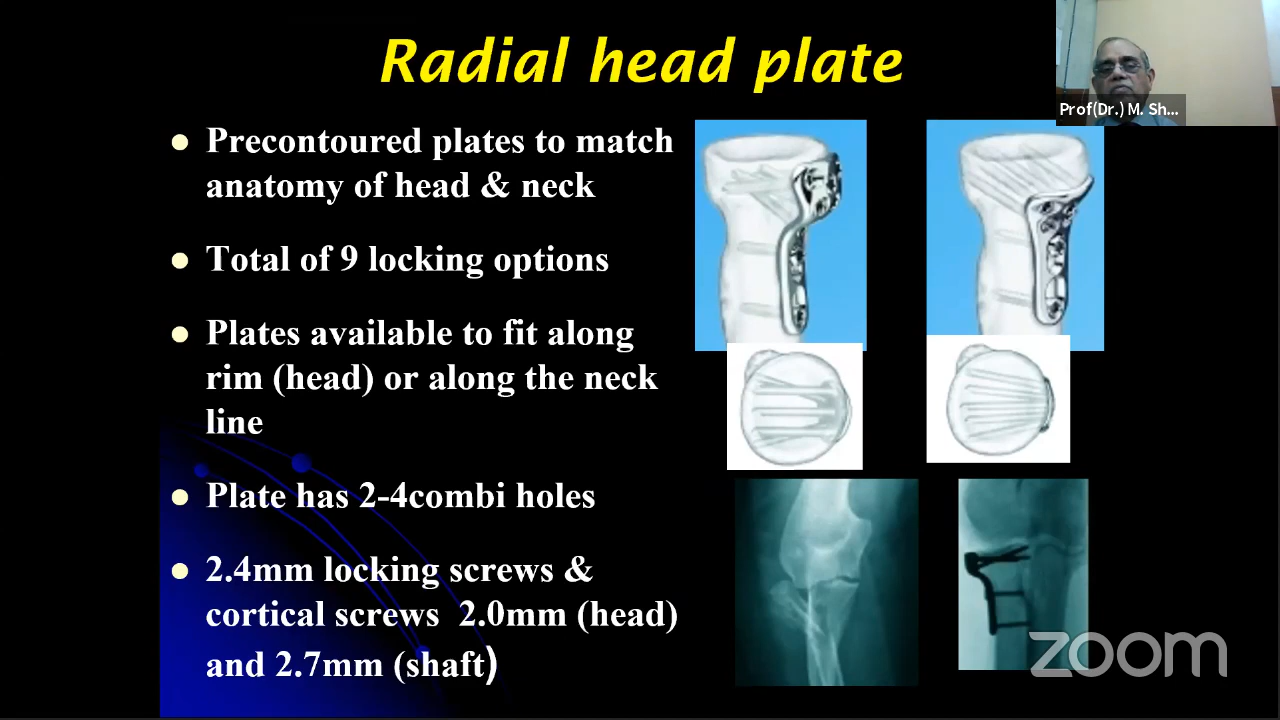 Radial head plate
Prof(Dr.) M. Sh...
● Precontoured plates to match
anatomy of head & neck
● Total of 9 locking options
● Plates available to fit along
rim (head) or along the neck
line
● Plate has 2-4combi holes
● 2.4mm locking screws &
cortical screws 2.0mm (head)
and 2.7mm (shaft)
zoom